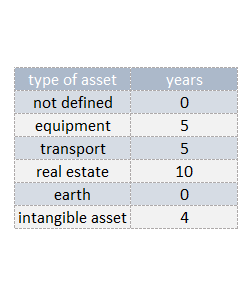 type of asset years
not defined 0
equipment 5
transport 5
real estate 10
earth 0
intangible asset 4